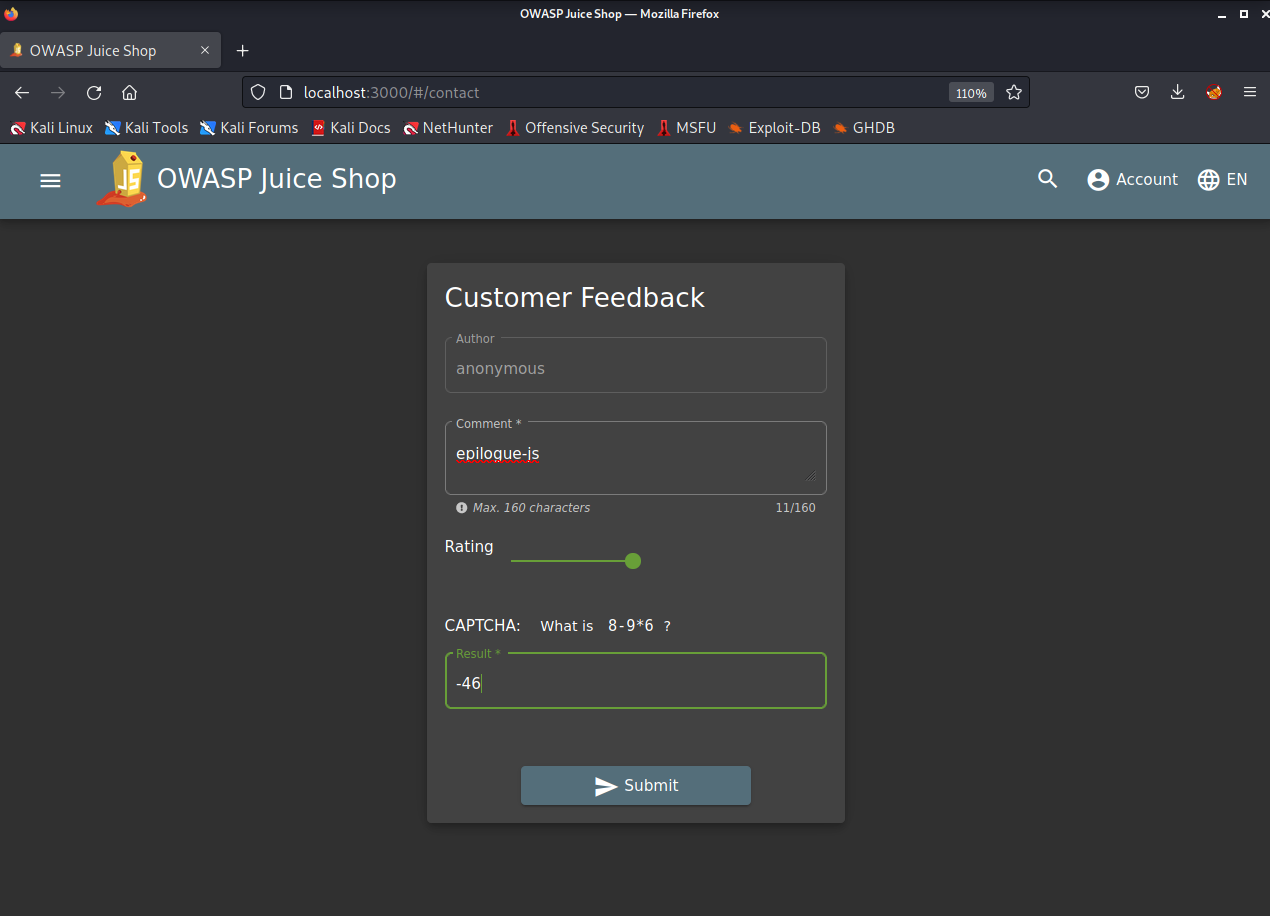 OWASP Juice Shop — Mozilla Firefox
OWASP Juice Shop
localhost:3000/#/contact
110%
Kali Linux Kali Tools Kali Forums Kali Docs NetHunter Offensive Security MSFU Exploit-DB GHDB
JS OWASP Juice Shop Account EN
Customer Feedback
Author
anonymous
Comment *
epilogue-js
Max. 160 characters 11/160
Rating
CAPTCHA: What is 8-9*6 ?
Result *
-46
Submit